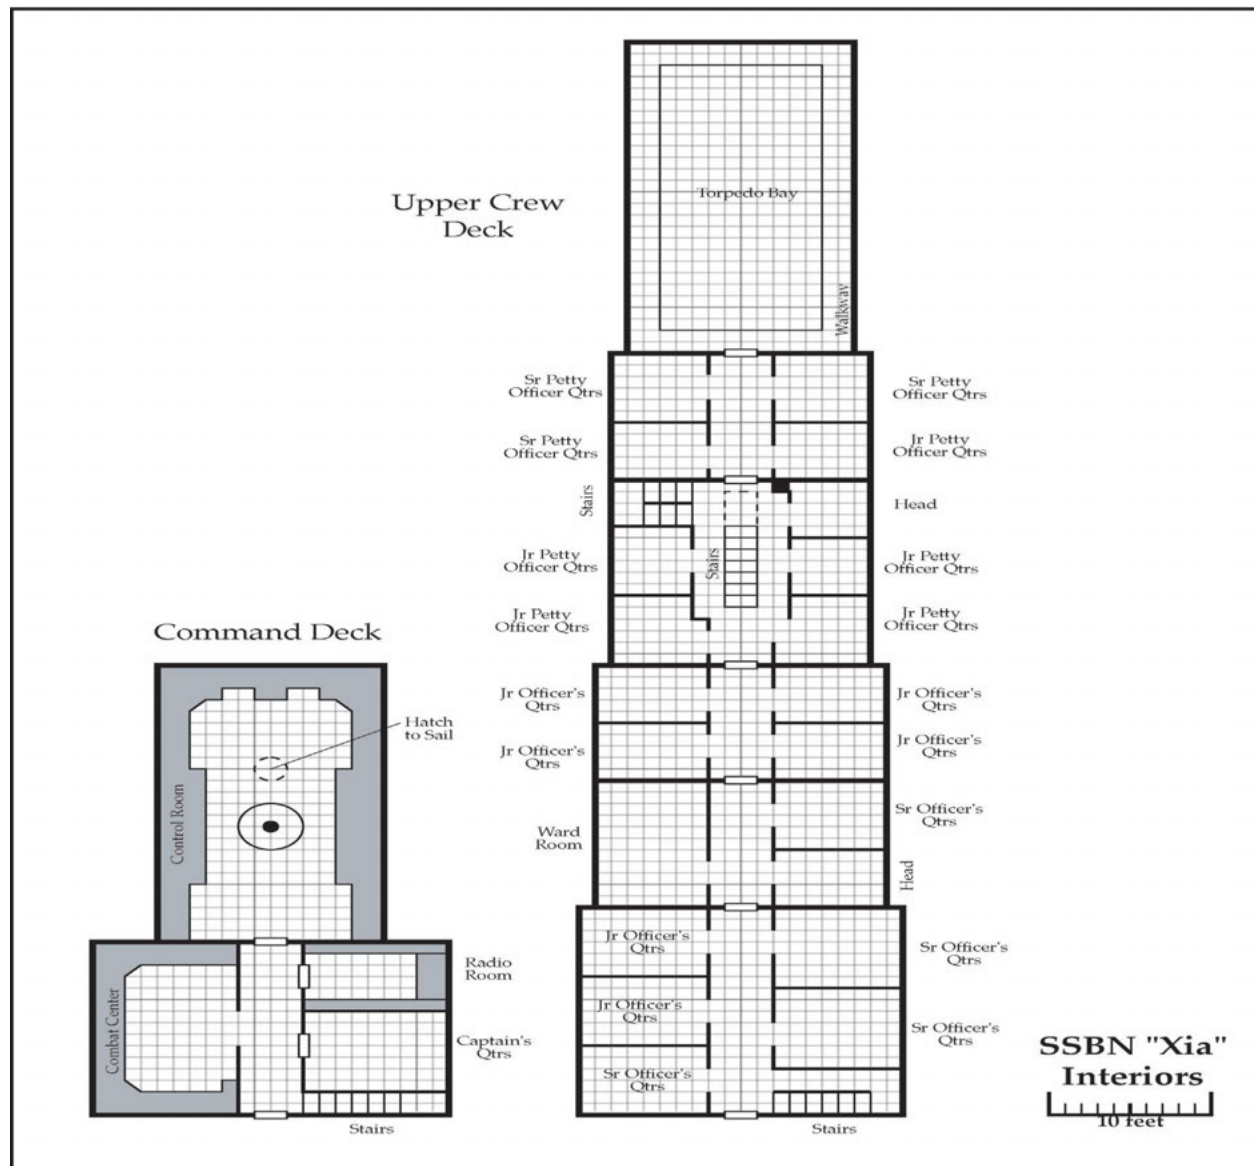 Upper Crew
Deck
Torpedo Bay
Walkway
Sr Petty
Officer Qtrs
Sr Petty
Officer Qtrs
Sr Petty
Officer Qtrs
Jr Petty
Officer Qtrs
Stairs
Head
Stairs
Jr Petty
Officer Qtrs
Jr Petty
Officer Qtrs
Jr Petty
Officer Qtrs
Jr Petty
Officer Qtrs
Command Deck
Hatch
to Sail
Control Room
Jr Officer's
Qtrs
Jr Officer's
Qtrs
Jr Officer's
Qtrs
Jr Officer's
Qtrs
Ward
Room
Sr Officer's
Qtrs
Head
Radio
Room
Combat Center
Captain's
Qtrs
Stairs
Jr Officer's
Qtrs
Sr Officer's
Qtrs
Jr Officer's
Qtrs
Sr Officer's
Qtrs
Sr Officer's
Qtrs
Stairs
SSBN "Xia"
Interiors
10 feet